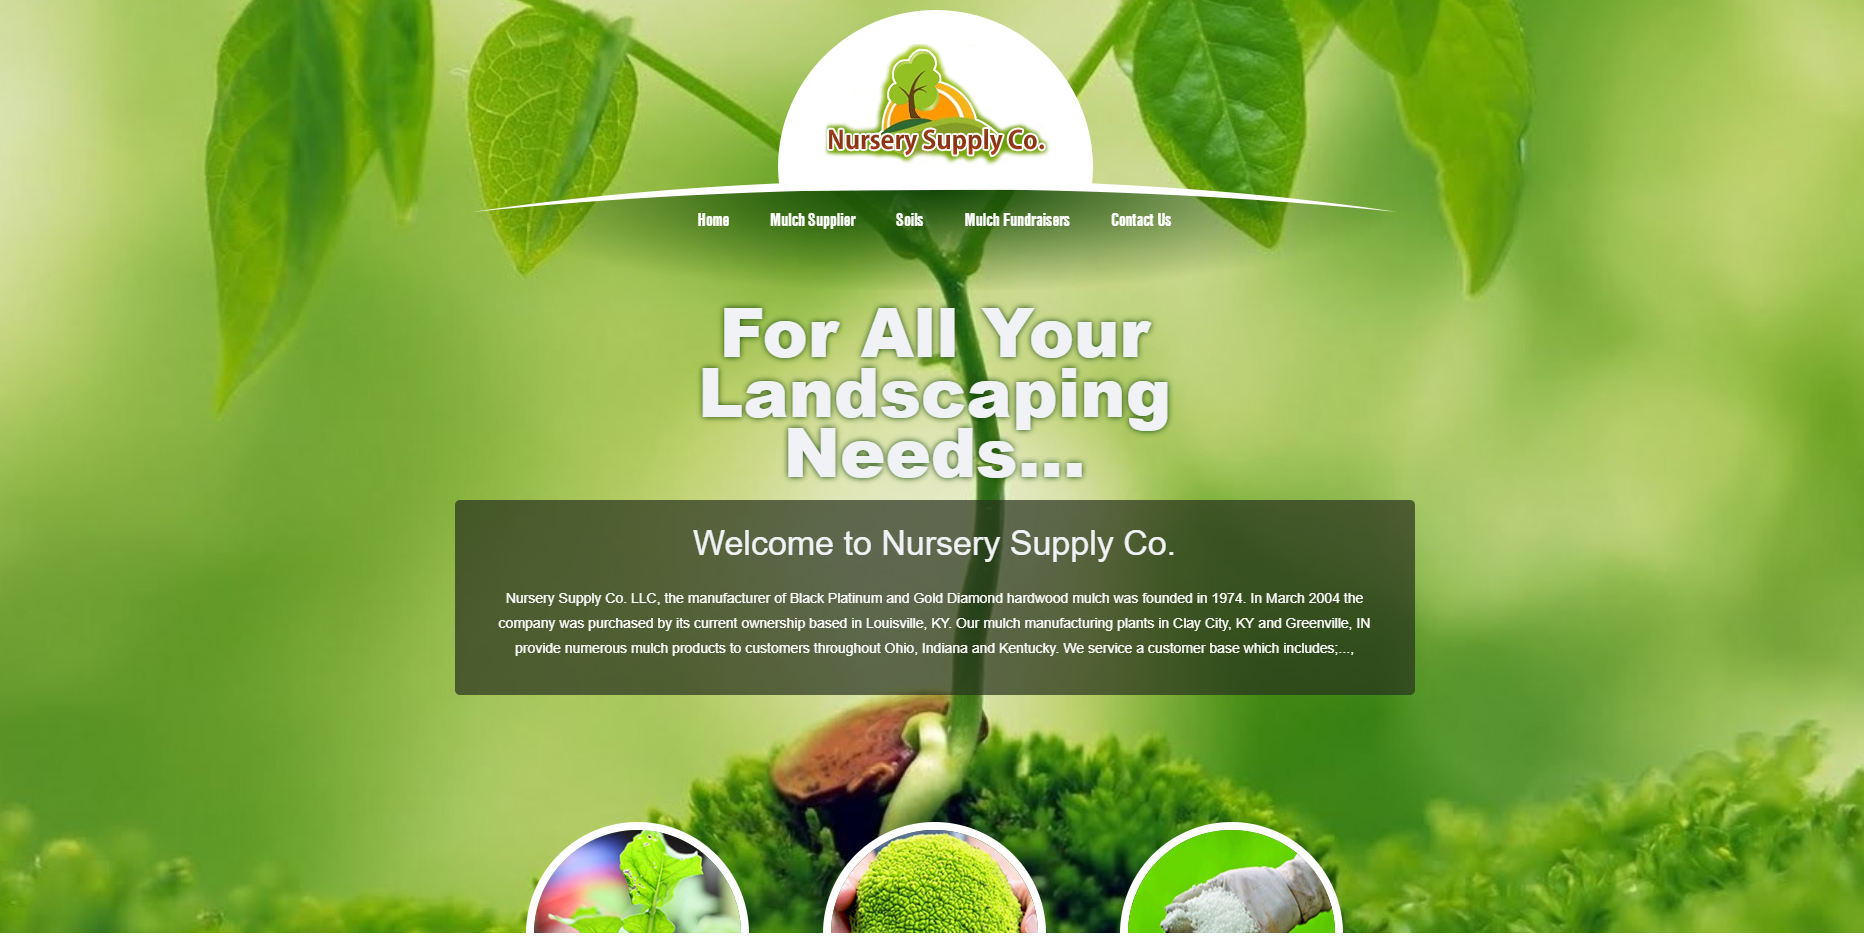 Nursery Supply Co.
Home Mulch Supplier Soils Mulch Fundraisers Contact Us
For All Your
Landscaping
Needs...
Welcome to Nursery Supply Co.
Nursery Supply Co. LLC, the manufacturer of Black Platinum and Gold Diamond hardwood mulch was founded in 1974. In March 2004 the
company was purchased by its current ownership based in Louisville, KY. Our mulch manufacturing plants in Clay City, KY and Greenville, IN
provide numerous mulch products to customers throughout Ohio, Indiana and Kentucky. We service a customer base which includes;...,